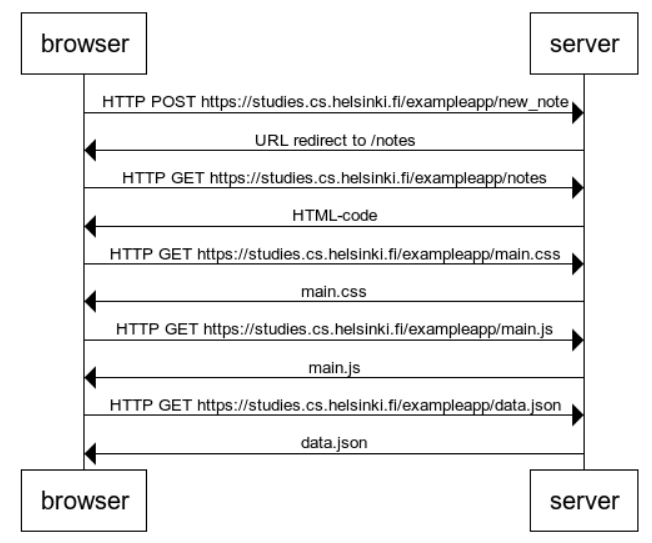 browser server
HTTP POST https://studies.cs.helsinki.fi/exampleapp/new_note
URL redirect to /notes
HTTP GET https://studies.cs.helsinki.fi/exampleapp/notes
HTML-code
HTTP GET https://studies.cs.helsinki.fi/exampleapp/main.css
main.css
HTTP GET https://studies.cs.helsinki.fi/exampleapp/main.js
main.js
HTTP GET https://studies.cs.helsinki.fi/exampleapp/data.json
data.json
browser server